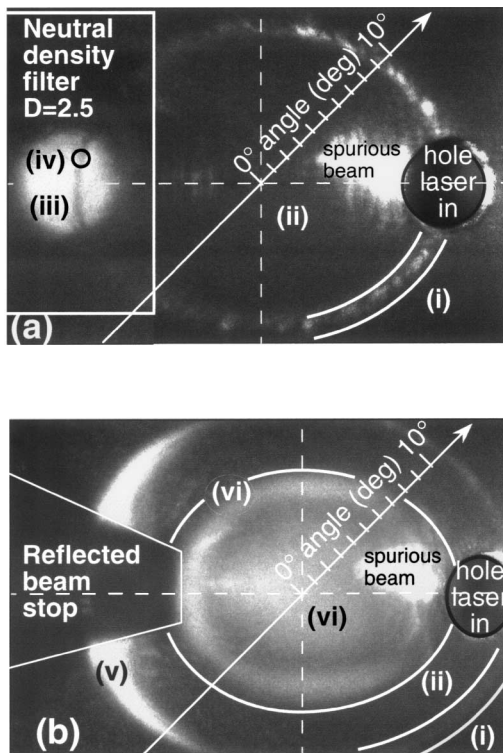 Neutral
density
filter
D=2.5
0° angle (deg) 10°
(iv)
spurious
beam
hole
laser
in
(iii)
(ii)
(i)
(a)
0° angle (deg) 10°
(vi)
Reflected
beam
stop
spurious
beam
hole
laser
in
(vi)
(v)
(ii)
(i)
(b)